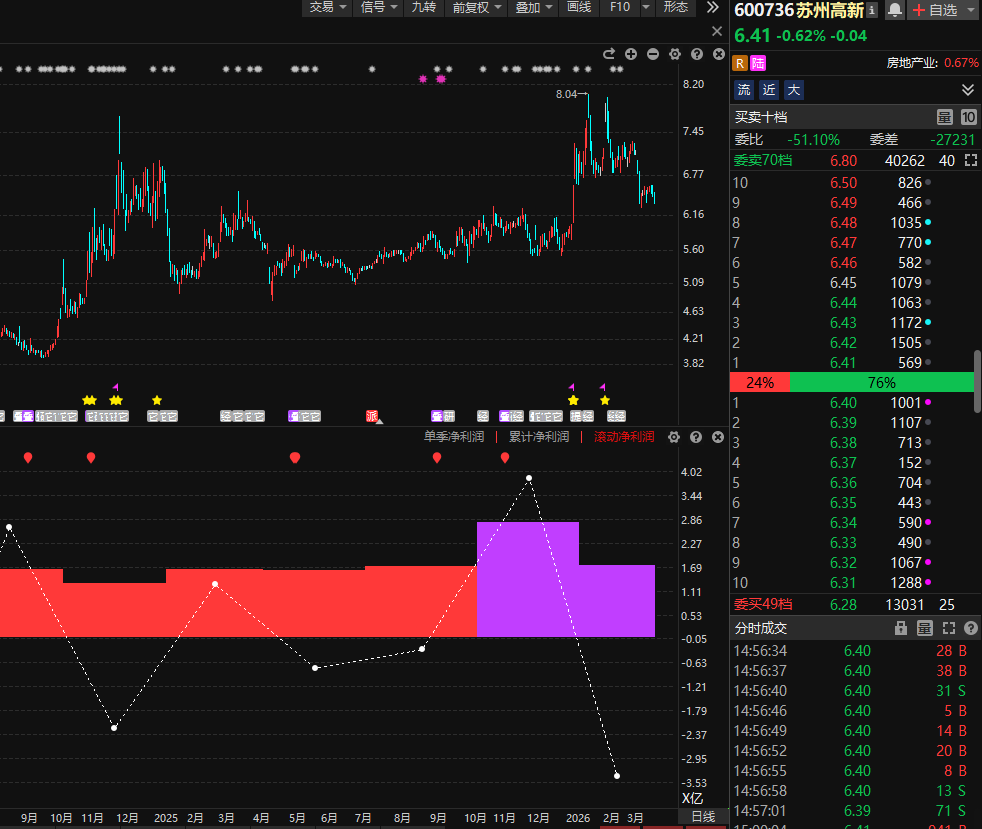 交易 信号 九转 前复权 叠加 画线 F10 形态
600736苏州高新
自选
6.41 -0.62% -0.04
R 陆 房地产业: 0.67%
流 近 大
买卖十档 量 10
委比 -51.10% 委差 -27231
委卖70档 6.80 40262 40
10 6.50 826
9 6.49 466
8 6.48 1035
7 6.47 770
6 6.46 582
5 6.45 1079
4 6.44 1063
3 6.43 1172
2 6.42 1505
1 6.41 569
24% 76%
1 6.40 1001
2 6.39 1107
3 6.38 713
4 6.37 152
5 6.36 704
6 6.35 443
7 6.34 590
8 6.33 490
9 6.32 1067
10 6.31 1288
委买49档 6.28 13031 25
分时成交 量
14:56:34 6.40 28 B
14:56:37 6.40 38 B
14:56:40 6.40 31 S
14:56:46 6.40 5 B
14:56:49 6.40 14 B
14:56:52 6.40 20 B
14:56:55 6.40 8 B
14:56:58 6.40 13 S
14:57:01 6.39 71 S
8.04
8.20
7.45
6.77
6.16
5.60
5.09
4.63
4.21
3.82
派
单季净利润 累计净利润 滚动净利润
4.02
3.44
2.86
2.27
1.69
1.11
0.53
-0.05
-0.63
-1.21
-1.79
-2.37
-2.95
-3.53
X亿
9月 10月 11月 12月 2025 2月 3月 4月 5月 6月 7月 8月 9月 10月 11月 12月 2026 2月 3月 日线